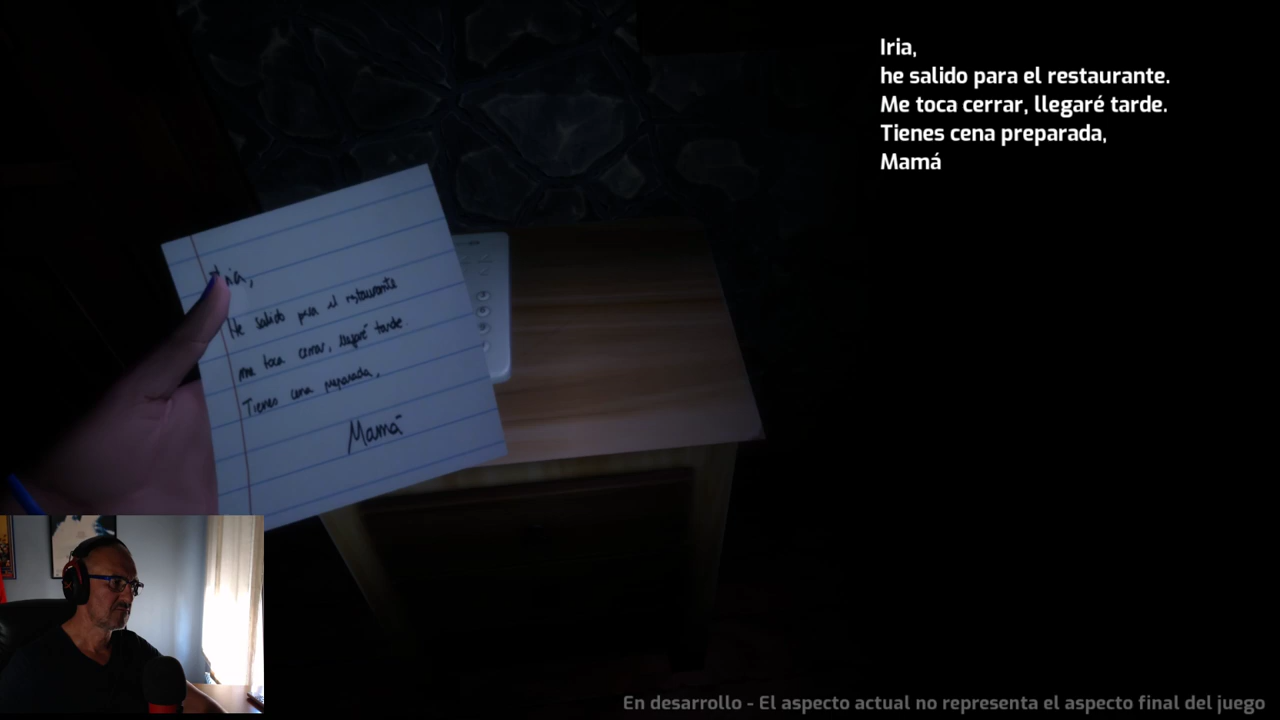 Iria,
He salido para el restaurante
me toca cerrar, llegaré tarde.
Tienes cena preparada,
Mamá
Iria,
he salido para el restaurante.
Me toca cerrar, llegaré tarde.
Tienes cena preparada,
Mamá
En desarrollo - El aspecto actual no representa el aspecto final del juego